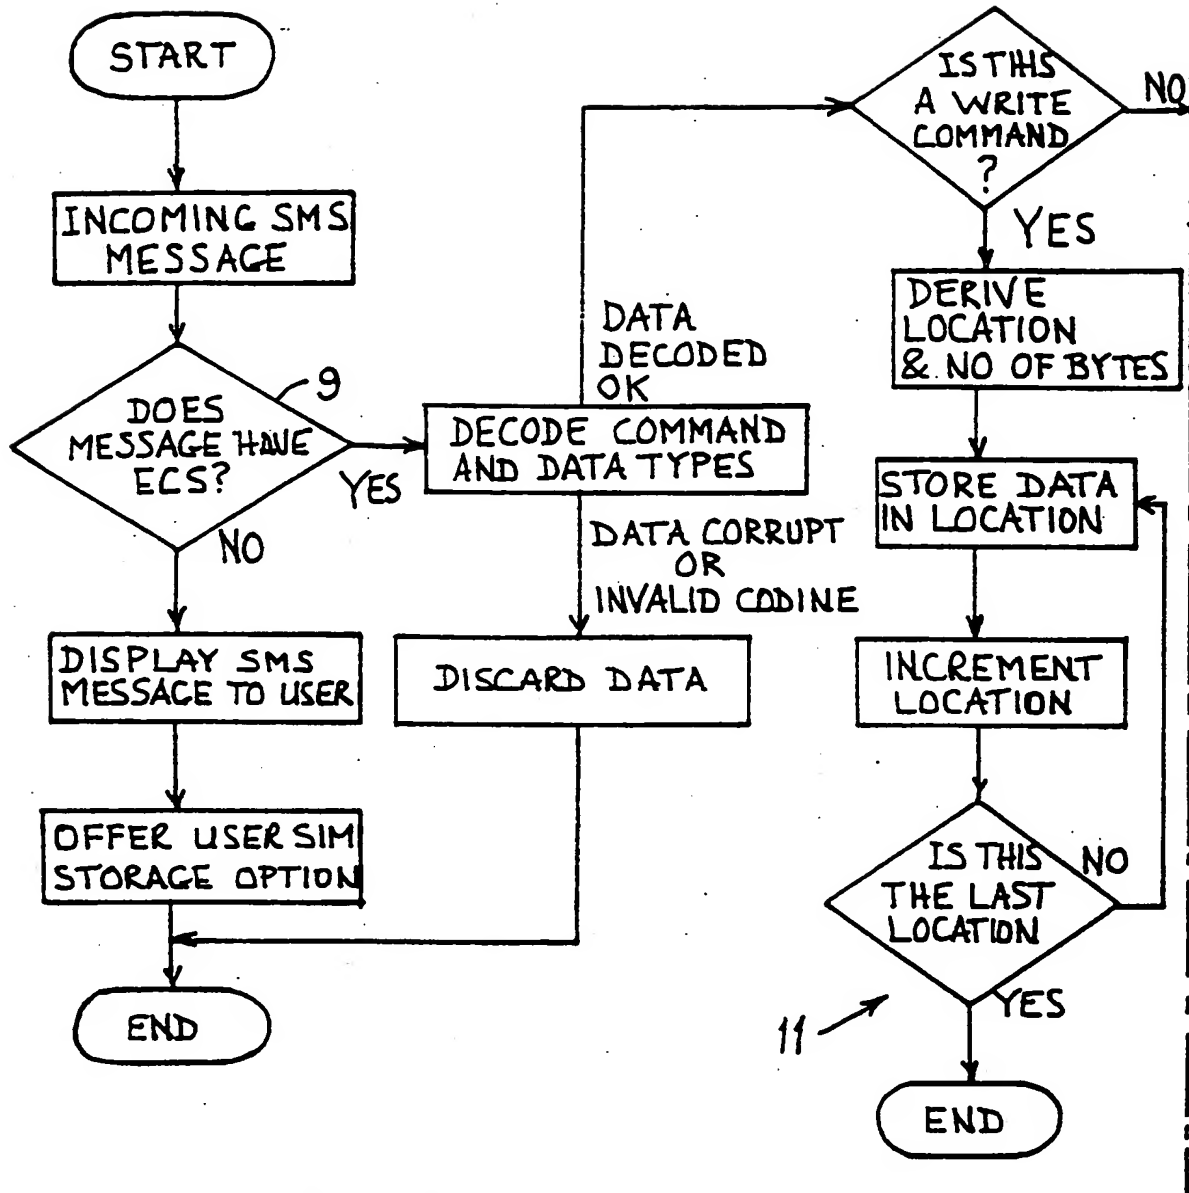 START
INCOMING SMS
MESSAGE
9
DOES
MESSAGE HAVE
ECS?
YES
NO
DISPLAY SMS
MESSAGE TO USER
OFFER USER SIM
STORAGE OPTION
END
DATA
DECODED
OK
DECODE COMMAND
AND DATA TYPES
DATA CORRUPT
OR
INVALID CODINE
DISCARD DATA
IS THIS
A WRITE
COMMAND
?
NO
YES
DERIVE
LOCATION
& NO OF BYTES
STORE DATA
IN LOCATION
INCREMENT
LOCATION
IS THIS
THE LAST
LOCATION
NO
YES
11
END